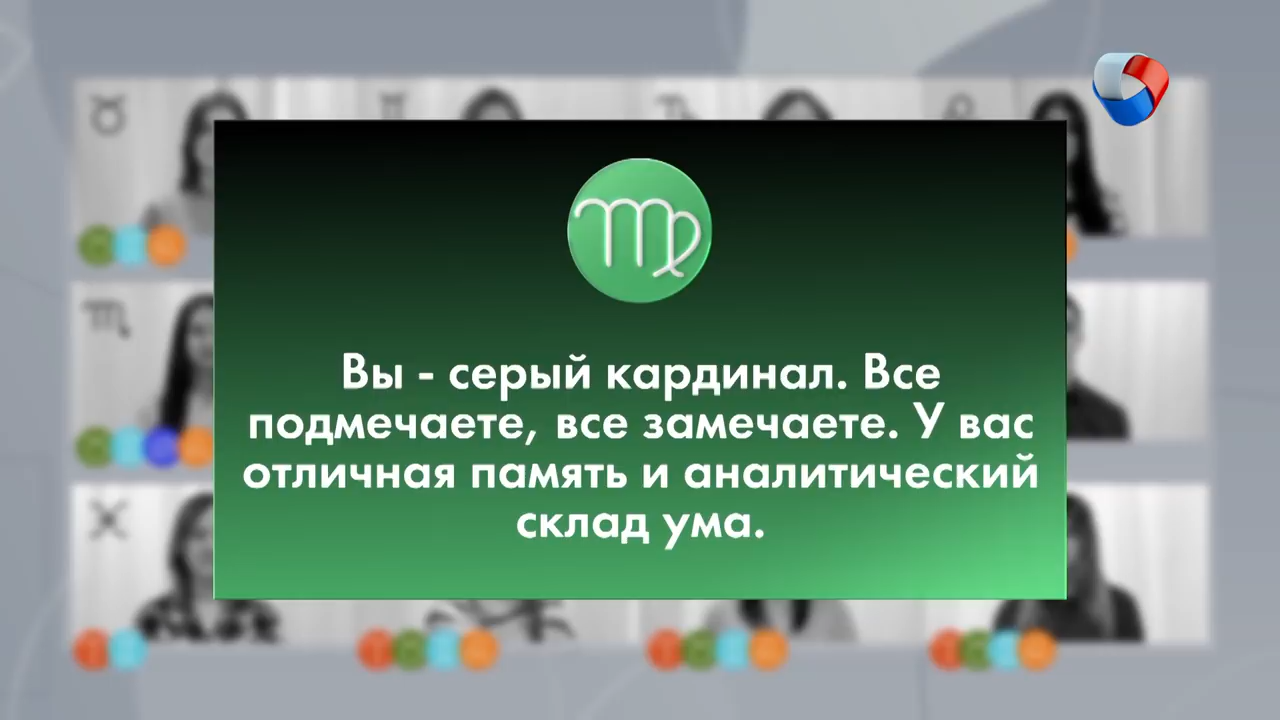 Вы - серый кардинал. Все
подмечаете, все замечаете. У вас
отличная память и аналитический
склад ума.